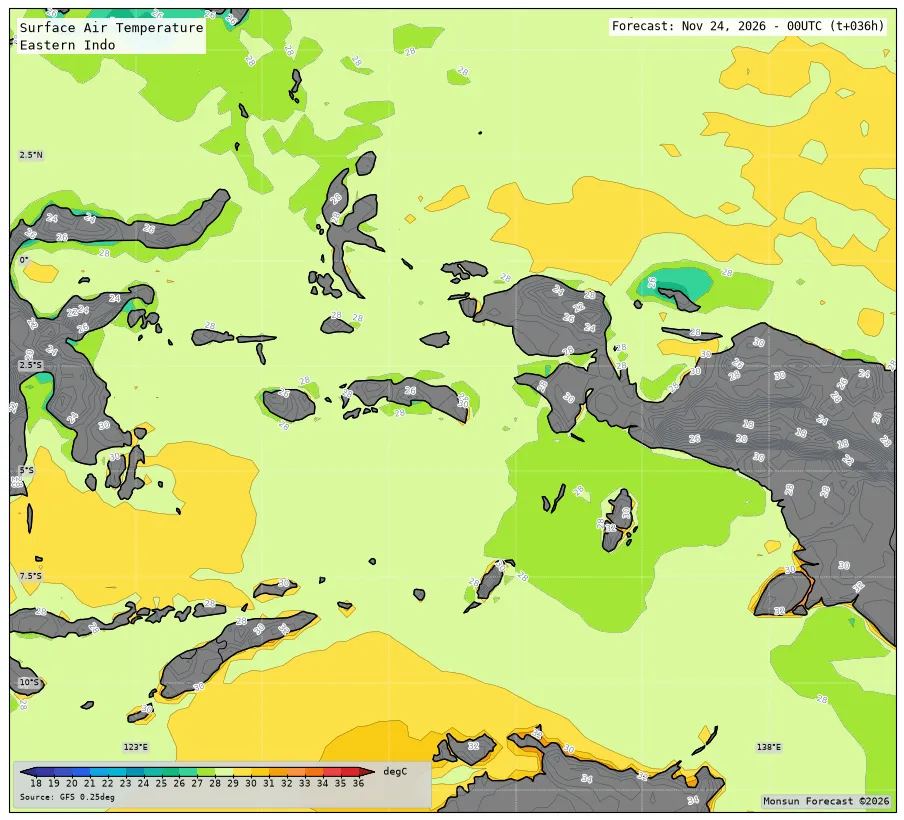 Surface Air Temperature
Eastern Indo
Forecast: Nov 24, 2026 - 00UTC (t+036h)
2.5°N
0°
2.5°S
5°S
7.5°S
10°S
123°E
138°E
degC
18 19 20 21 22 23 24 25 26 27 28 29 30 31 32 33 34 35 36
Source: GFS 0.25deg
Monsun Forecast ©2026